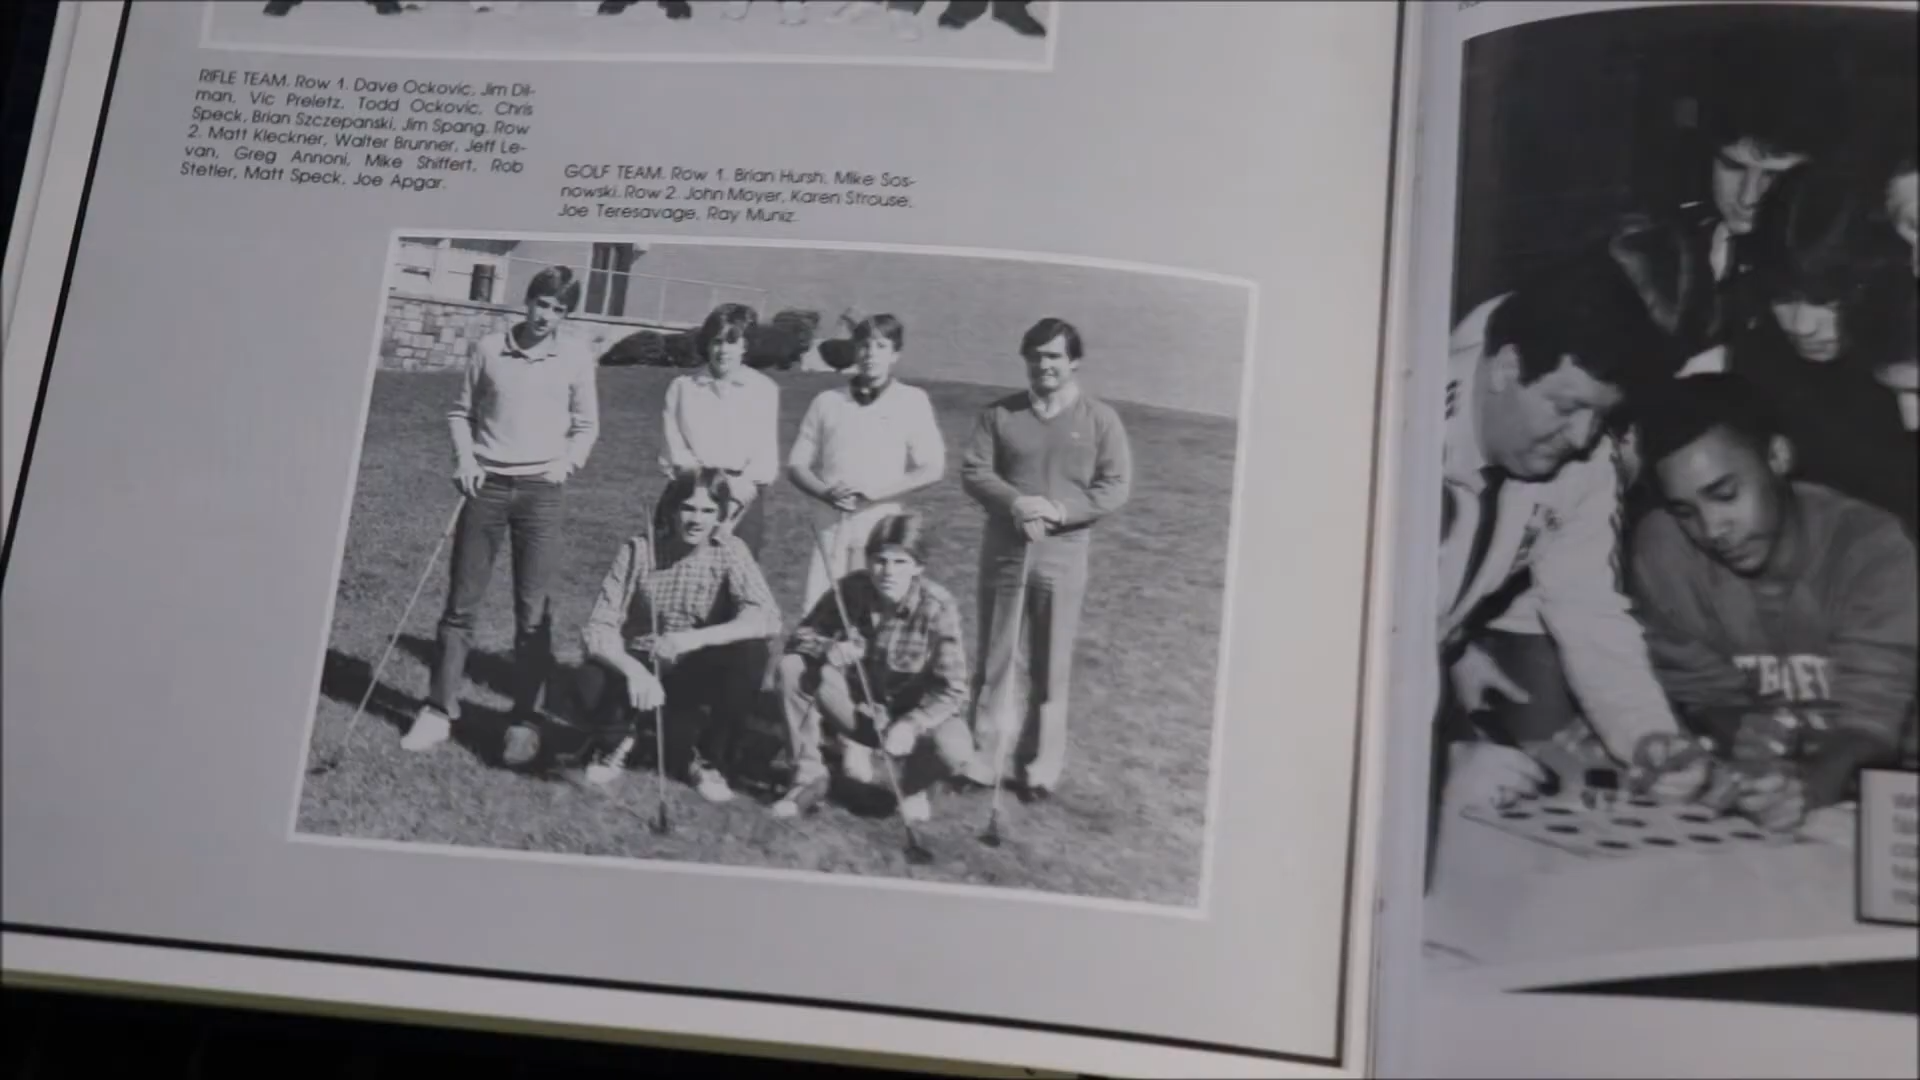 RIFLE TEAM. Row 1. Dave Ockovic, Jim Dil-
man, Vic Preletz, Todd Ockovic, Chris
Speck, Brian Szczepanski, Jim Spang. Row
2. Matt Kleckner, Walter Brunner, Jeff Le-
van, Greg Annoni, Mike Shiffert, Rob
Stetler, Matt Speck, Joe Apgar.
GOLF TEAM. Row 1. Brian Hursh, Mike Sos-
nowski. Row 2. John Moyer, Karen Strouse,
Joe Teresavage, Ray Muniz.